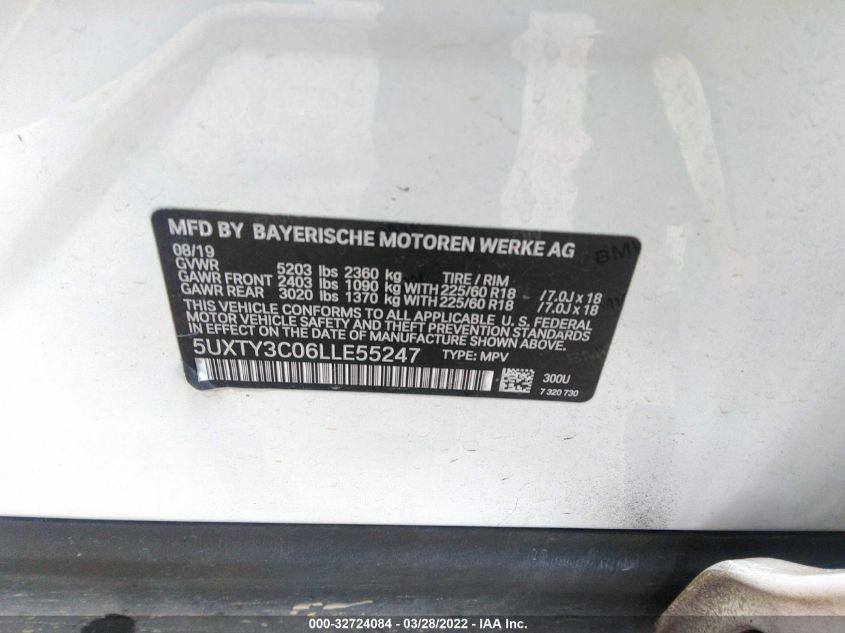 MFD BY BAYERISCHE MOTOREN WERKE AG
08/19
GVWR 5203 lbs 2360 kg TIRE / RIM
GAWR FRONT 2403 lbs 1090 kg WITH 225/60 R18 - / 7.0J x 18
GAWR REAR 3020 lbs 1370 kg WITH 225/60 R18 / 7.0J x 18
THIS VEHICLE CONFORMS TO ALL APPLICABLE U. S. FEDERAL
MOTOR VEHICLE SAFETY AND THEFT PREVENTION STANDARDS
IN EFFECT ON THE DATE OF MANUFACTURE SHOWN ABOVE.
5UXTY3C06LLE55247 TYPE: MPV
300U
7 320 730
BMW
000-32724084 - 03/28/2022 - IAA Inc.